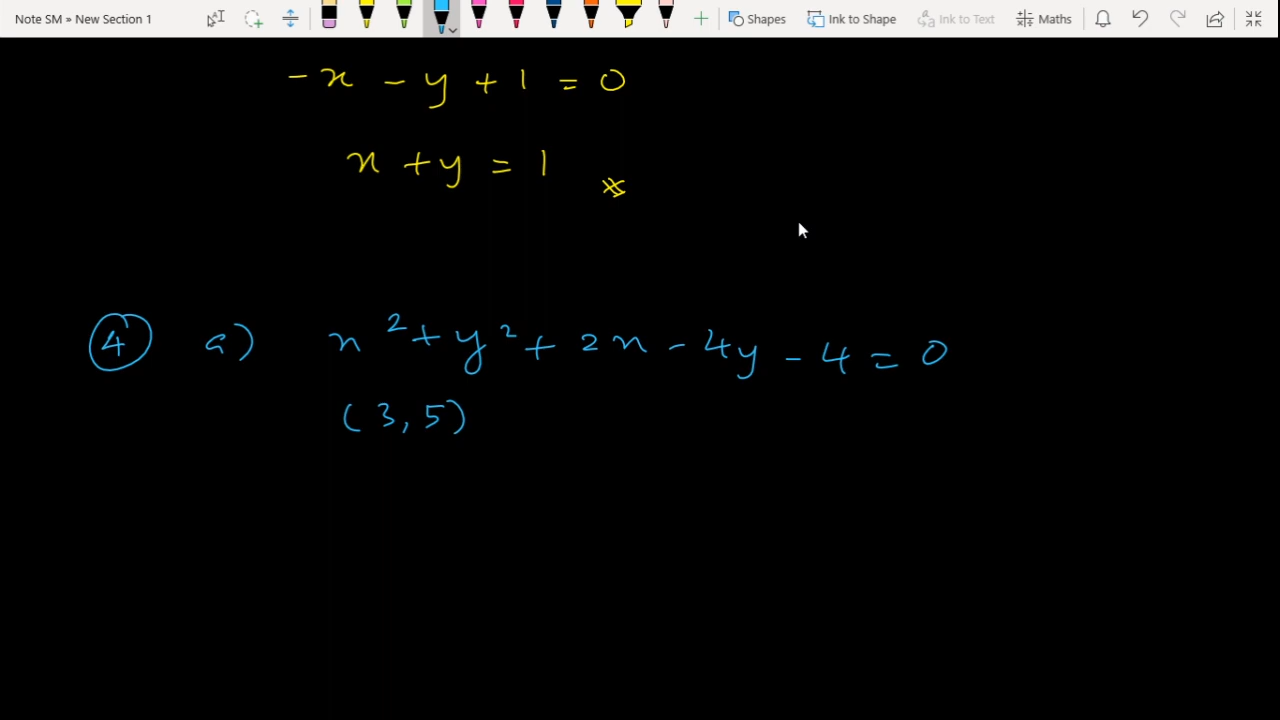 Note SM » New Section 1
Shapes
Ink to Shape
Ink to Text
Maths
-x - y + 1 = 0
x + y = 1
4 a) x² + y² + 2x - 4y - 4 = 0
(3, 5)